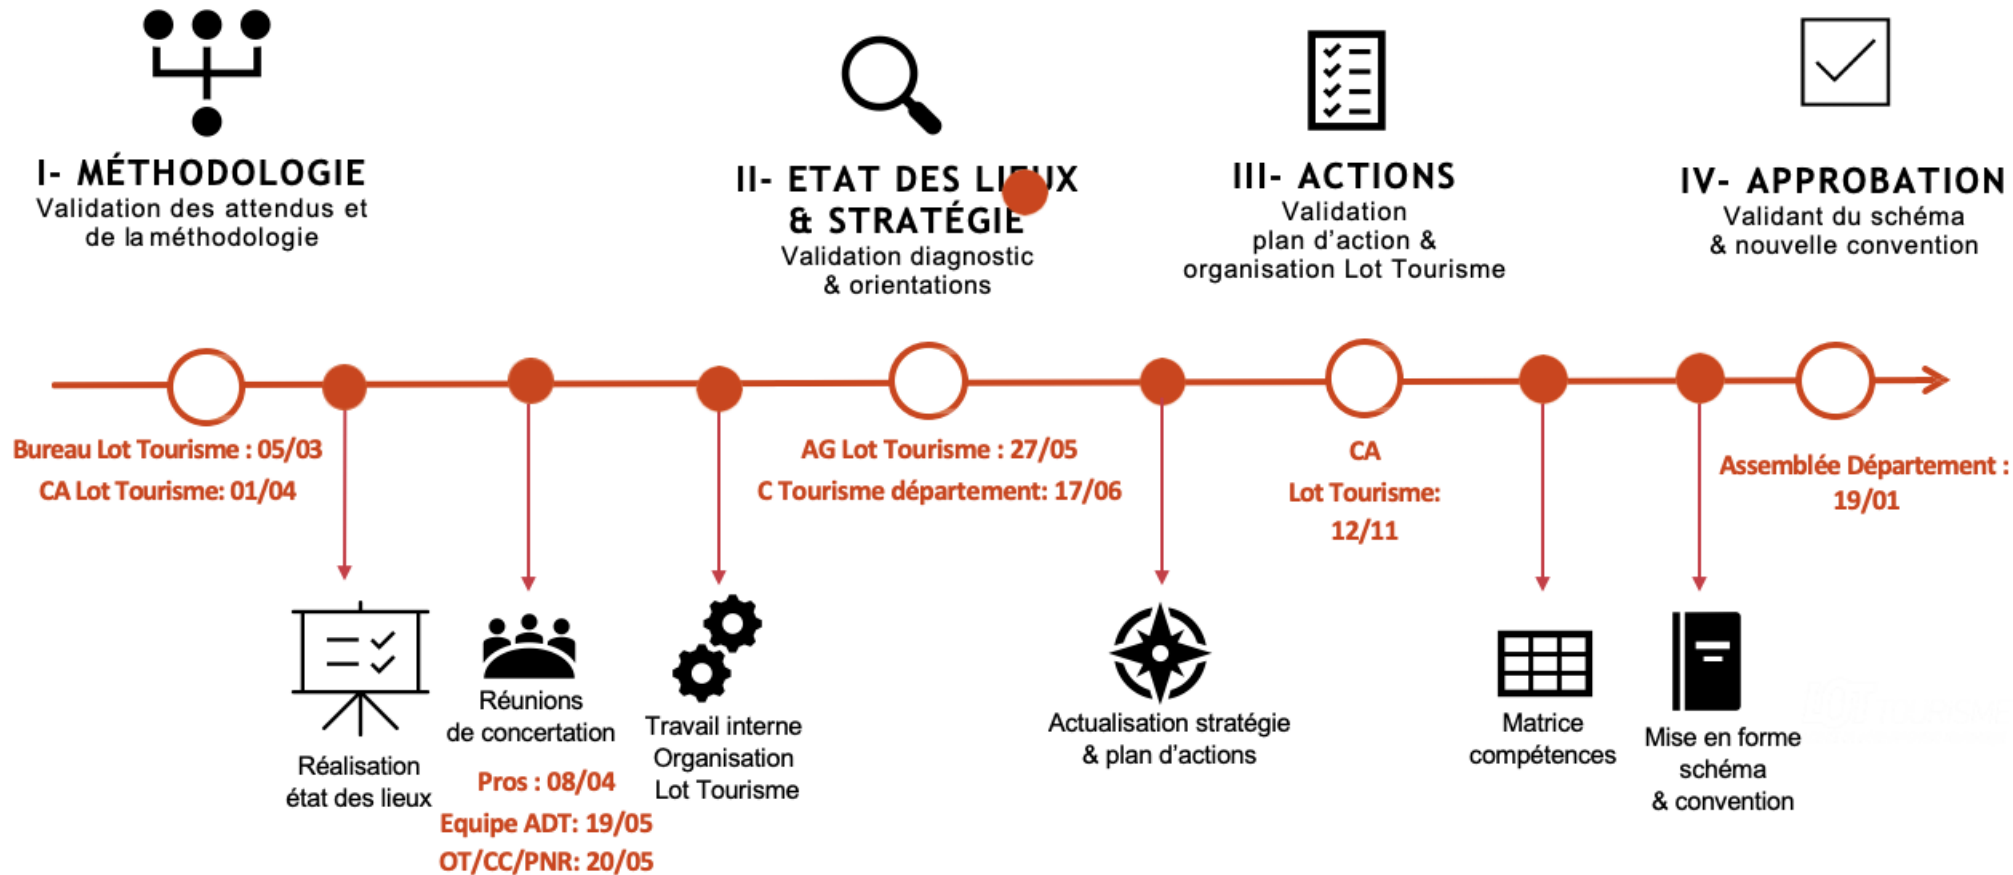 I- MÉTHODOLOGIE
Validation des attendus et
de la méthodologie
II- ETAT DES LIEUX
& STRATÉGIE
Validation diagnostic
& orientations
III- ACTIONS
Validation
plan d'action &
organisation Lot Tourisme
IV- APPROBATION
Validant du schéma
& nouvelle convention
Bureau Lot Tourisme : 05/03
CA Lot Tourisme: 01/04
AG Lot Tourisme : 27/05
C Tourisme département: 17/06
CA
Lot Tourisme:
12/11
Assemblée Département :
19/01
Réalisation
état des lieux
Réunions
de concertation
Pros : 08/04
Equipe ADT: 19/05
OT/CC/PNR: 20/05
Travail interne
Organisation
Lot Tourisme
Actualisation stratégie
& plan d'actions
Matrice
compétences
Mise en forme
schéma
& convention